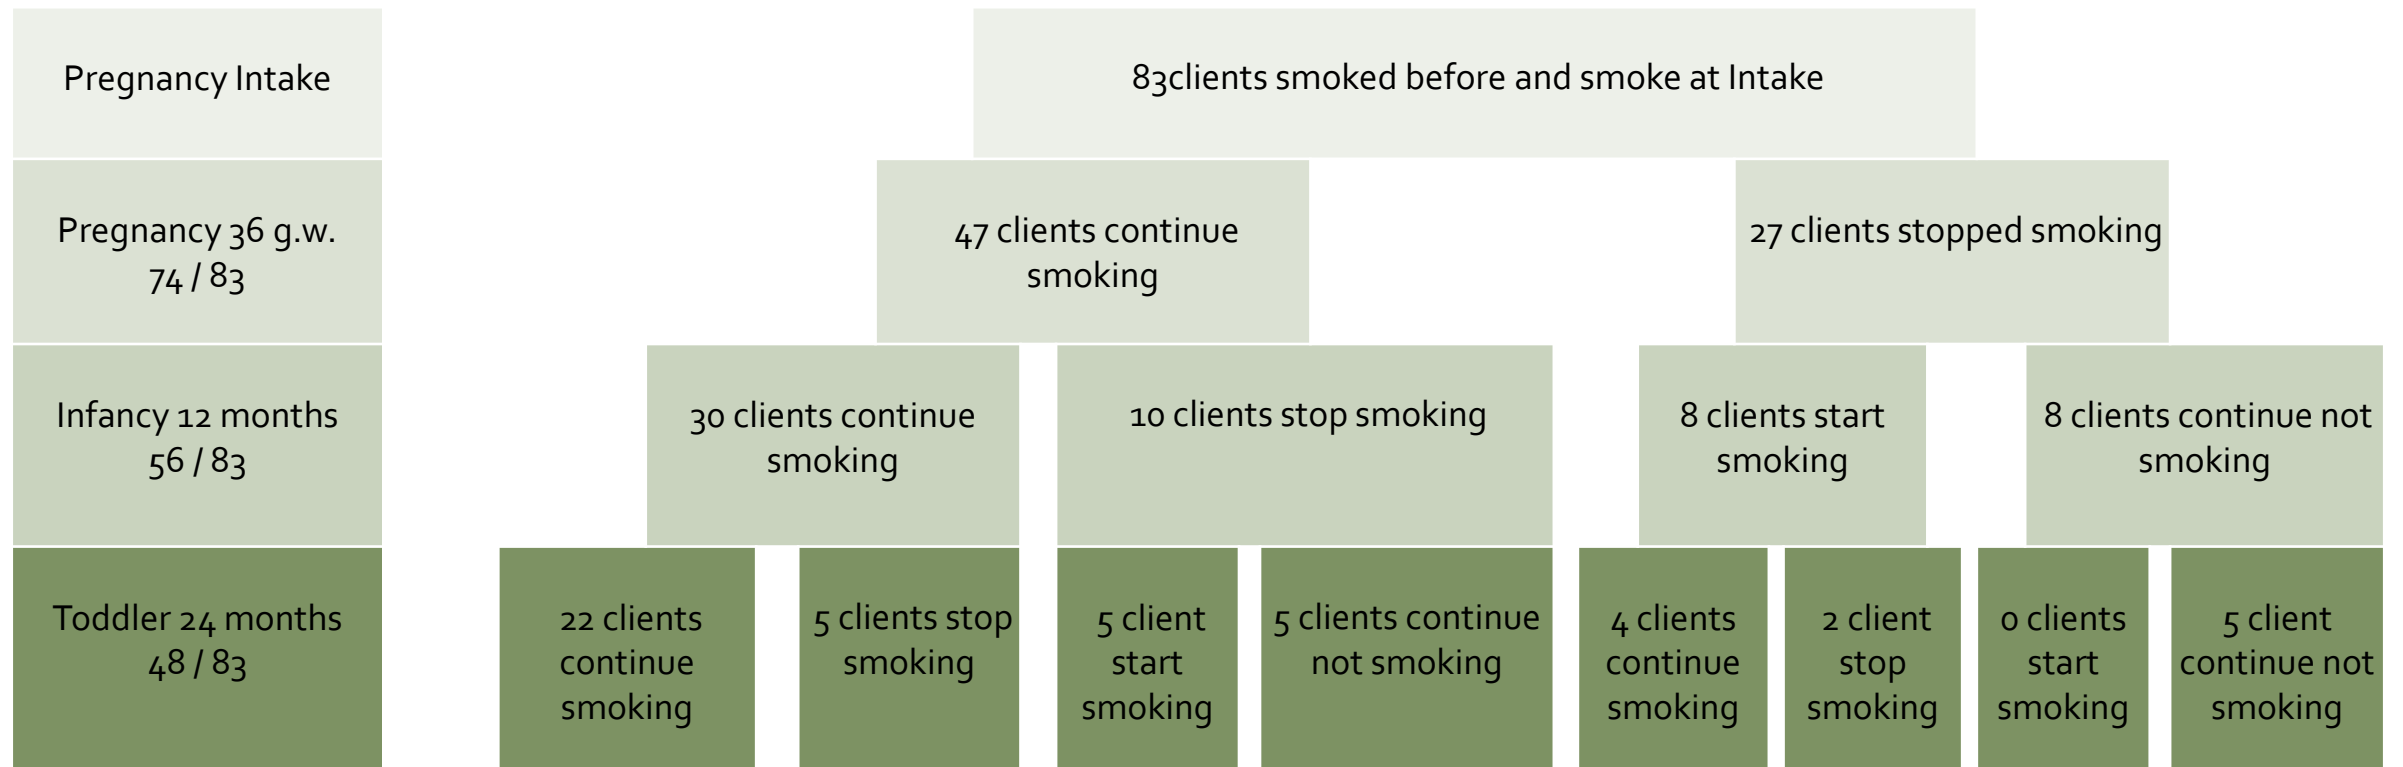 Pregnancy Intake
83clients smoked before and smoke at Intake
Pregnancy 36 g.w.
74 / 83
47 clients continue
smoking
27 clients stopped smoking
Infancy 12 months
56 / 83
30 clients continue
smoking
10 clients stop smoking
8 clients start
smoking
8 clients continue not
smoking
Toddler 24 months
48 / 83
22 clients
continue
smoking
5 clients stop
smoking
5 client
start
smoking
5 clients continue
not smoking
4 clients
continue
smoking
2 client
stop
smoking
0 clients
start
smoking
5 client
continue not
smoking